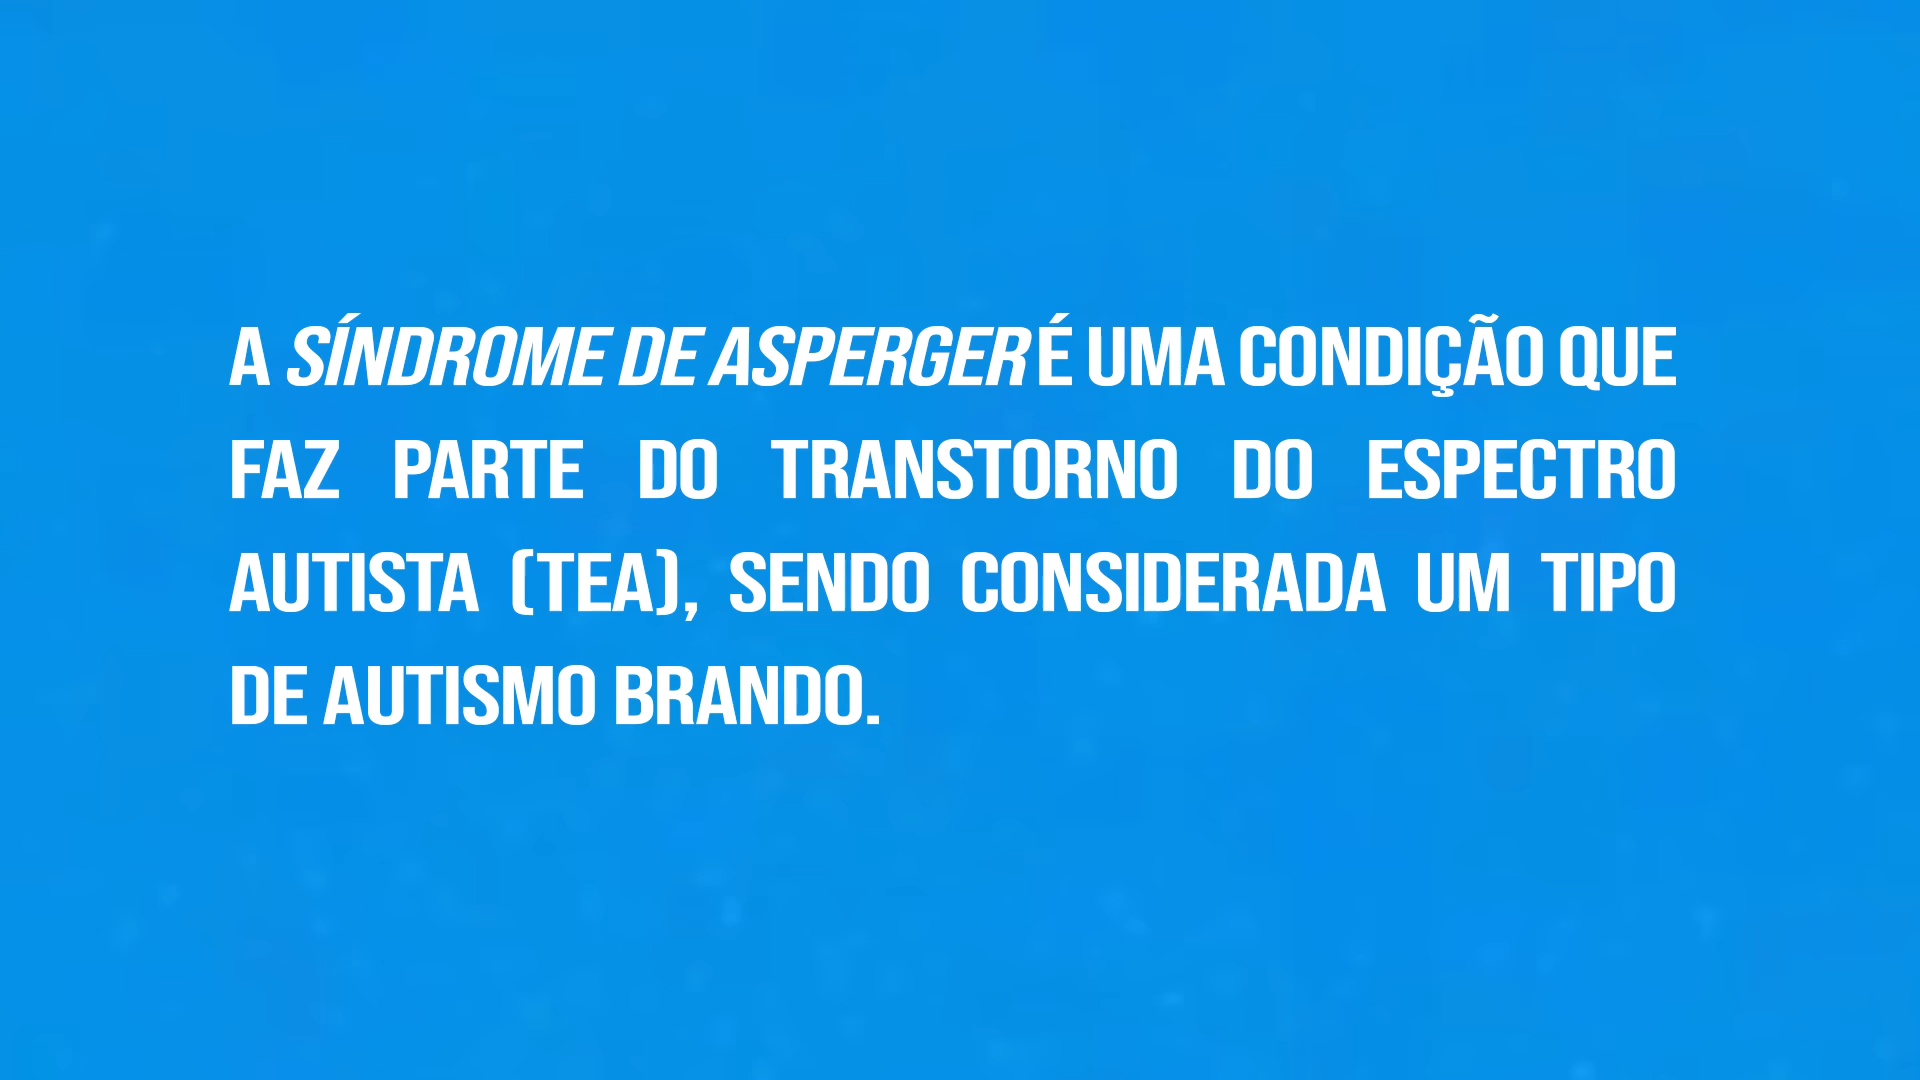 A SÍNDROME DE ASPERGER É UMA CONDIÇÃO QUE
FAZ PARTE DO TRANSTORNO DO ESPECTRO
AUTISTA (TEA), SENDO CONSIDERADA UM TIPO
DE AUTISMO BRANDO.